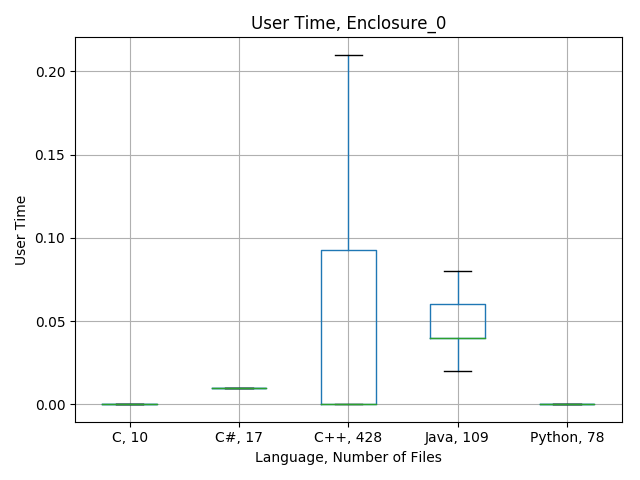 User Time, Enclosure_0
0.20
0.15
0.10
0.05
0.00
User Time
C, 10
C#, 17
C++, 428
Java, 109
Python, 78
Language, Number of Files